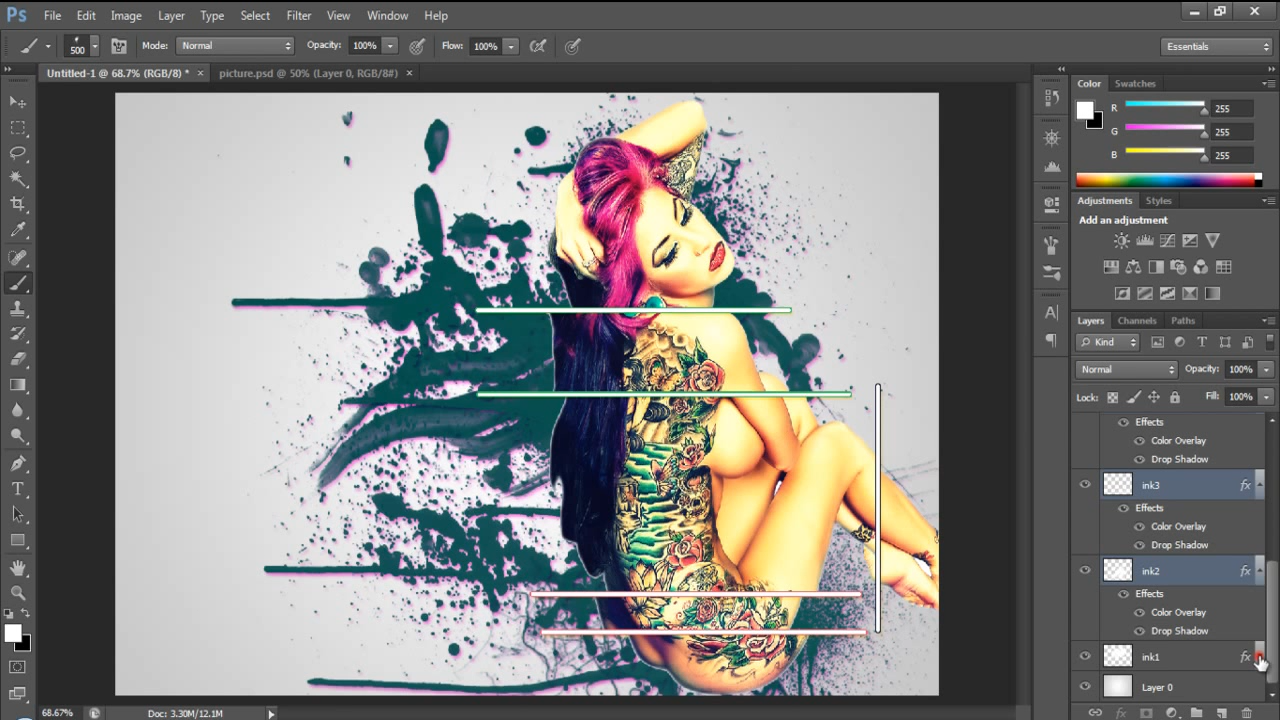 Ps File Edit Image Layer Type Select Filter View Window Help
500 Mode: Normal Opacity: 100% Flow: 100% Essentials
Untitled-1 @ 68.7% (RGB/8) * × picture.psd @ 50% (Layer 0, RGB/8#) ×
Color Swatches
R 255
G 255
B 255
Adjustments Styles
Add an adjustment
Layers Channels Paths
Kind
Normal Opacity: 100%
Lock: Fill: 100%
Effects
Color Overlay
Drop Shadow
ink3 fx
Effects
Color Overlay
Drop Shadow
ink2 fx
Effects
Color Overlay
Drop Shadow
ink1 fx
Layer 0
68.67% Doc: 3.30M/12.1M